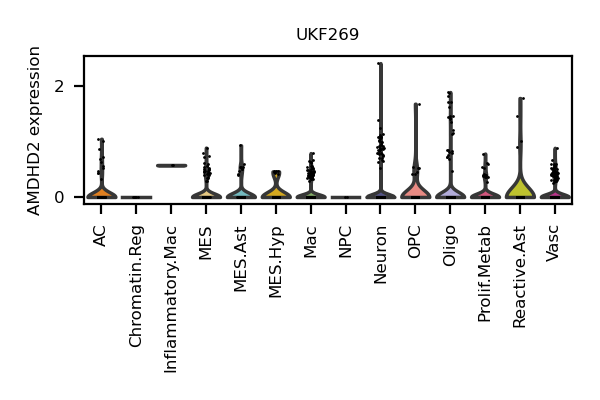 UKF269
AMDHD2 expression
2
0
AC
Chromatin.Reg
Inflammatory.Mac
MES
MES.Ast
MES.Hyp
Mac
NPC
Neuron
OPC
Oligo
Prolif.Metab
Reactive.Ast
Vasc